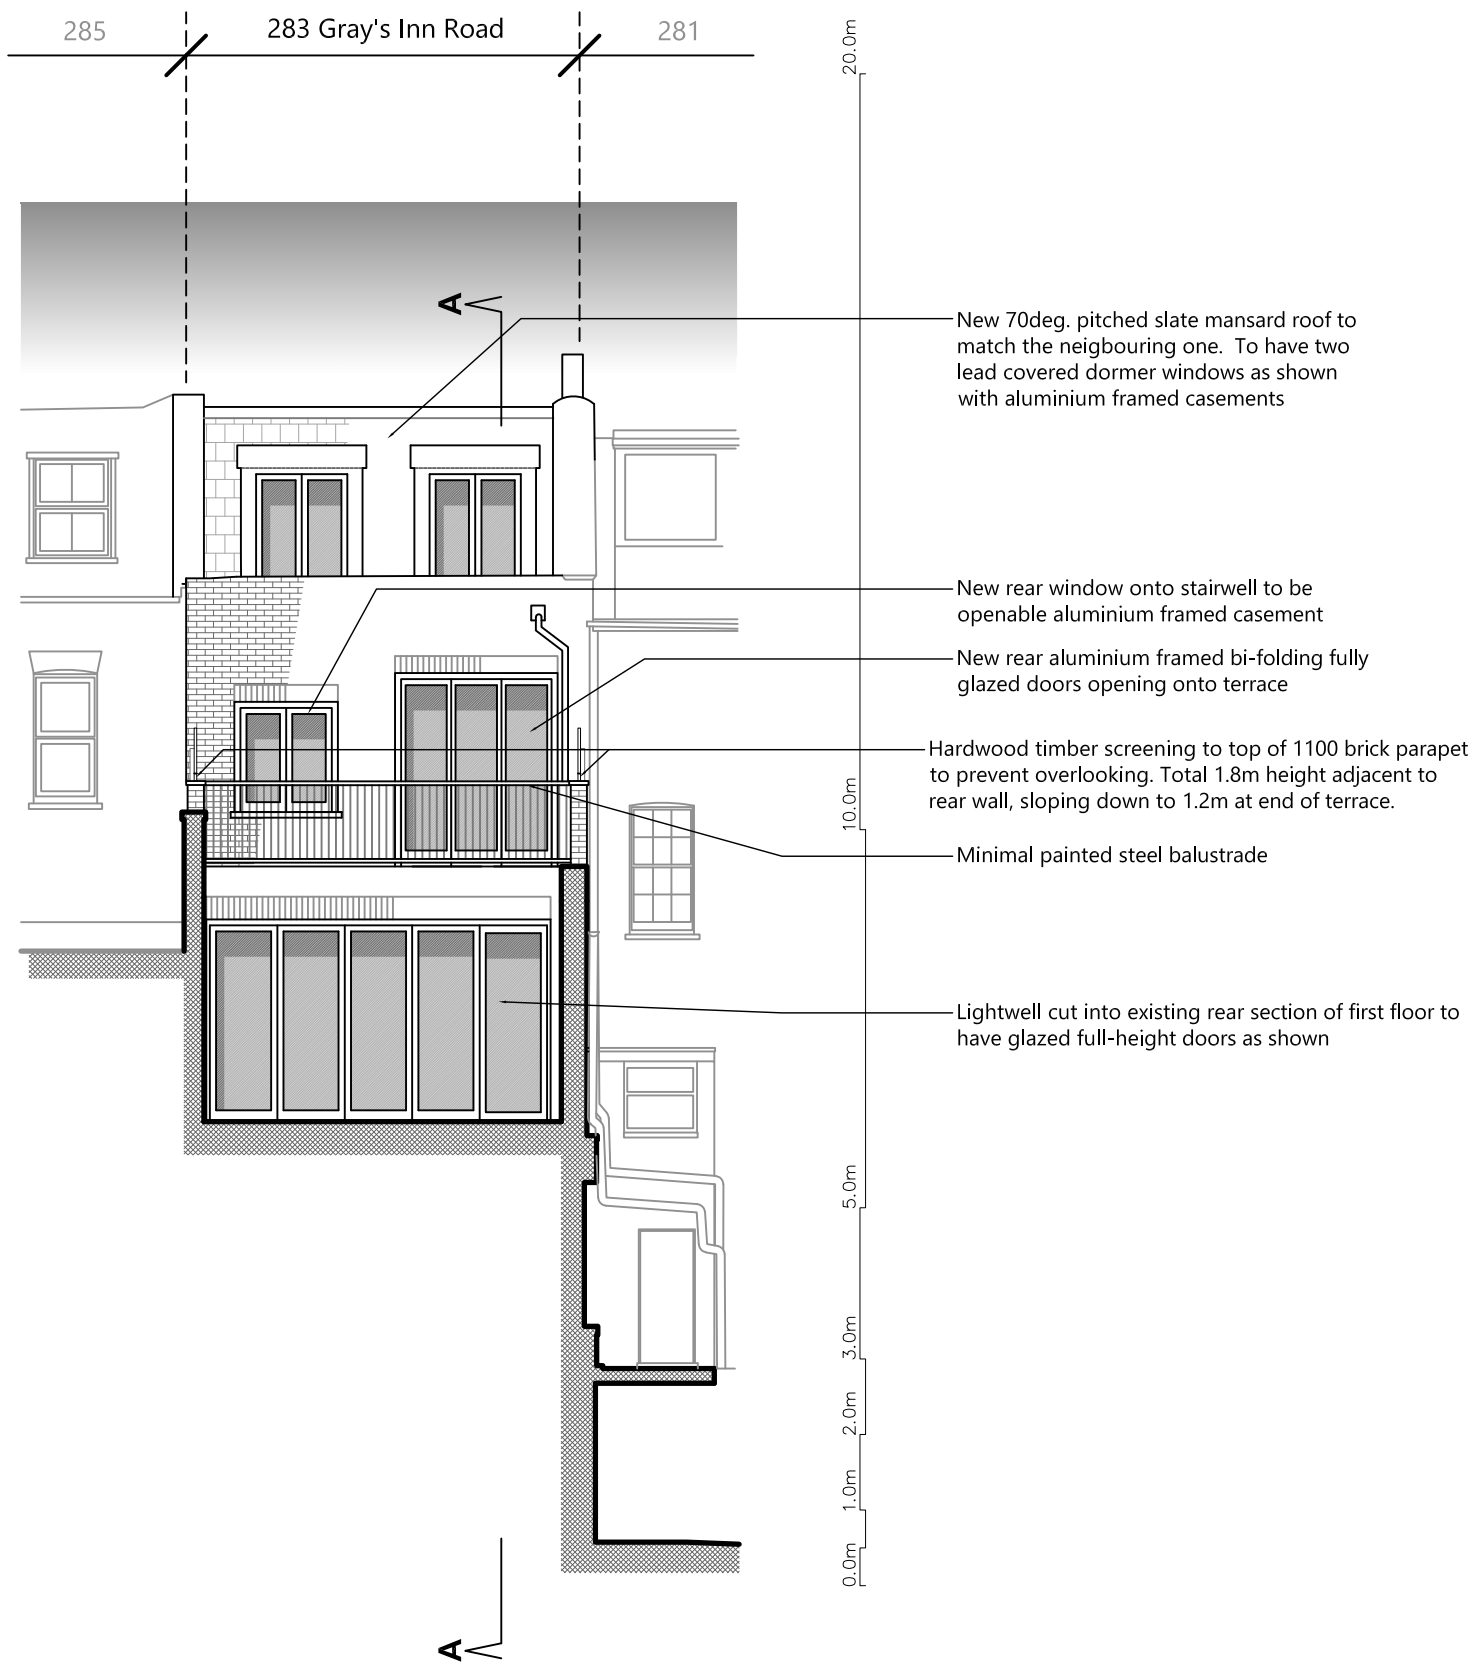 285
283 Gray's Inn Road
281
20.0m
A
New 70deg. pitched slate mansard roof to
match the neigbouring one. To have two
lead covered dormer windows as shown
with aluminium framed casements
New rear window onto stairwell to be
openable aluminium framed casement
New rear aluminium framed bi-folding fully
glazed doors opening onto terrace
Hardwood timber screening to top of 1100 brick parapet
to prevent overlooking. Total 1.8m height adjacent to
rear wall, sloping down to 1.2m at end of terrace.
10.0m
Minimal painted steel balustrade
Lightwell cut into existing rear section of first floor to
have glazed full-height doors as shown
5.0m
3.0m
2.0m
1.0m
0.0m
A